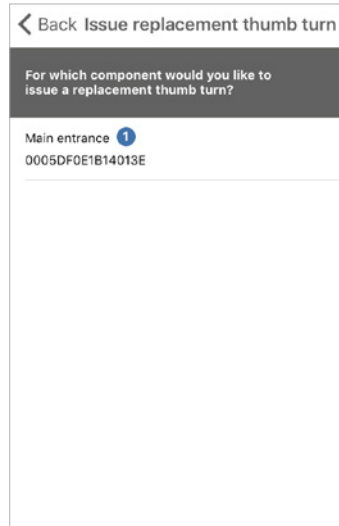 Back Issue replacement thumb turn
For which component would you like to
issue a replacement thumb turn?
Main entrance 1
0005DF0E1B14013E